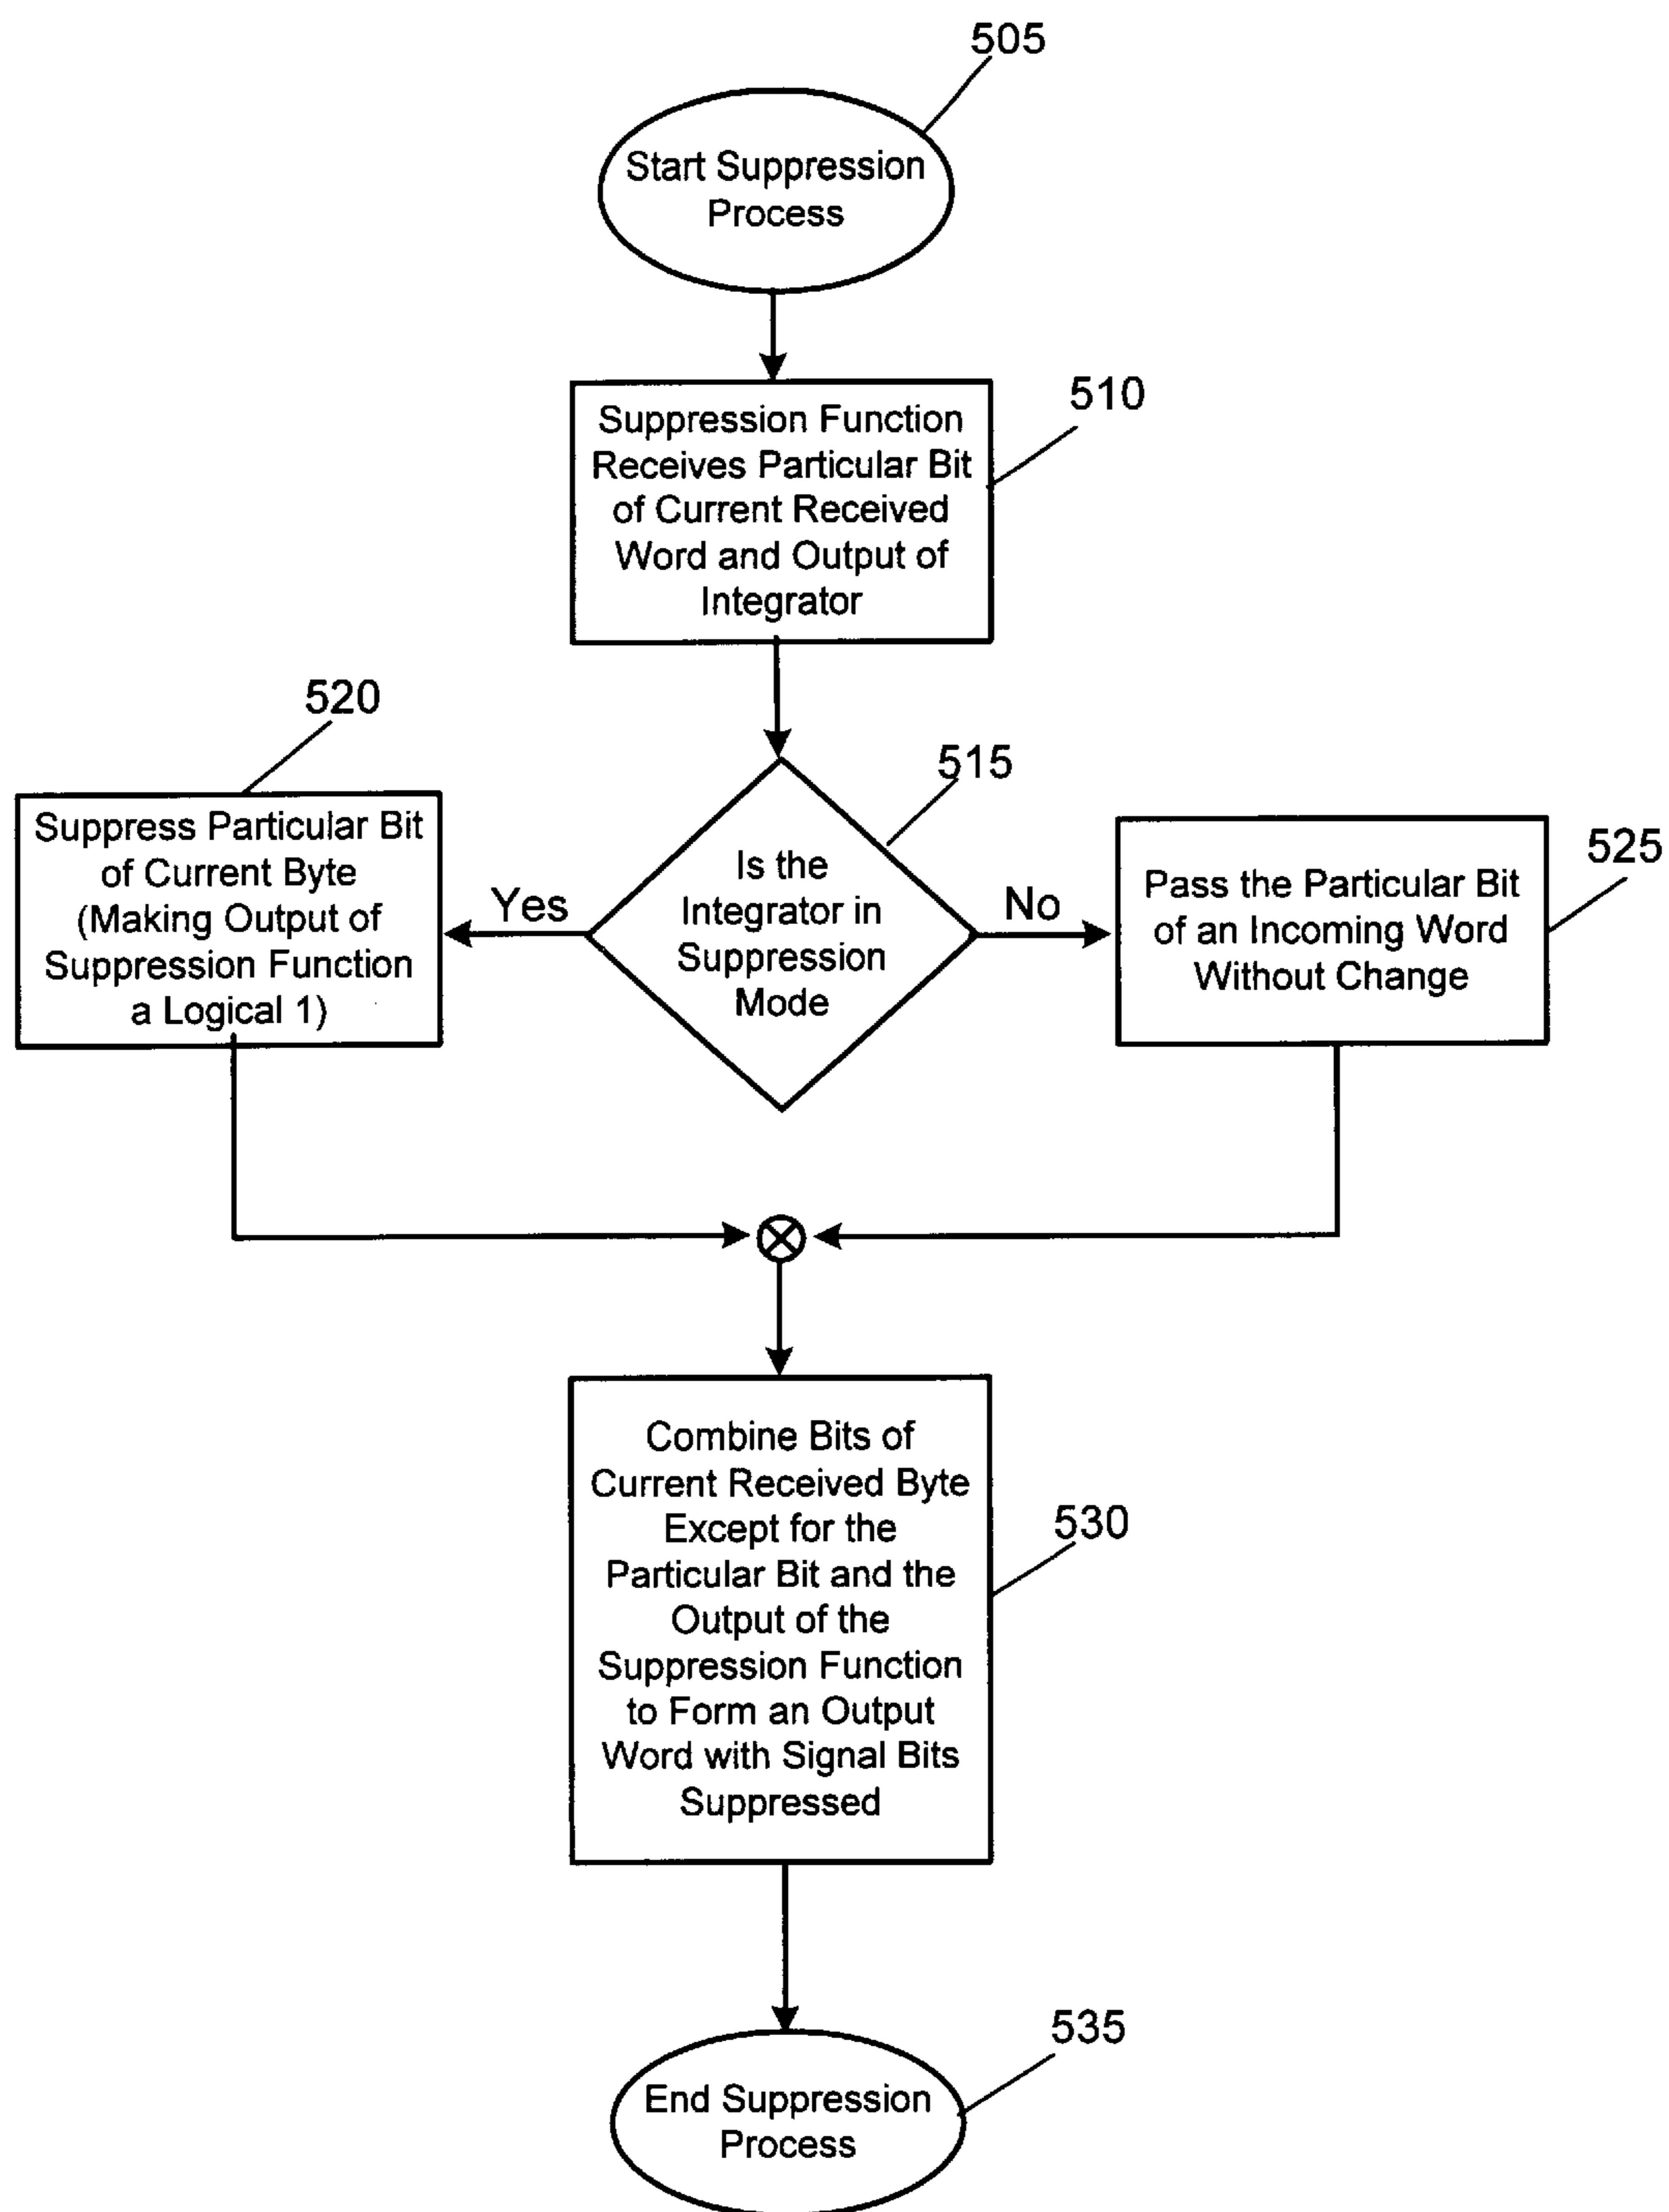 505
Start Suppression
Process
510
Suppression Function
Receives Particular Bit
of Current Received
Word and Output of
Integrator
520
515
Suppress Particular Bit
of Current Byte
(Making Output of
Suppression Function
a Logical 1)
Yes
Is the
Integrator in
Suppression
Mode
No
525
Pass the Particular Bit
of an Incoming Word
Without Change
530
Combine Bits of
Current Received Byte
Except for the
Particular Bit and the
Output of the
Suppression Function
to Form an Output
Word with Signal Bits
Suppressed
535
End Suppression
Process